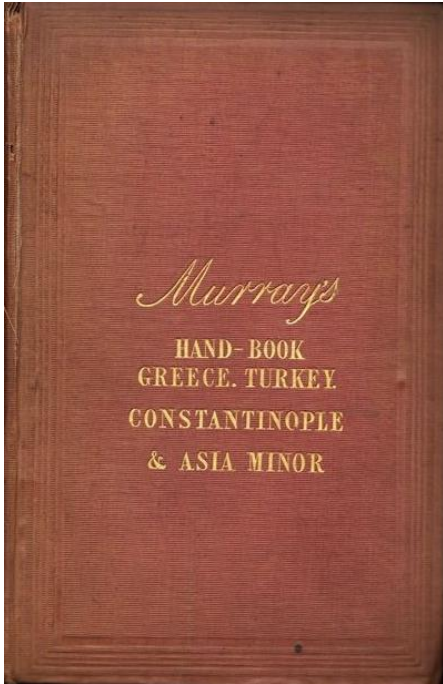 Murray's
HAND-BOOK
GREECE. TURKEY.
CONSTANTINOPLE
& ASIA MINOR